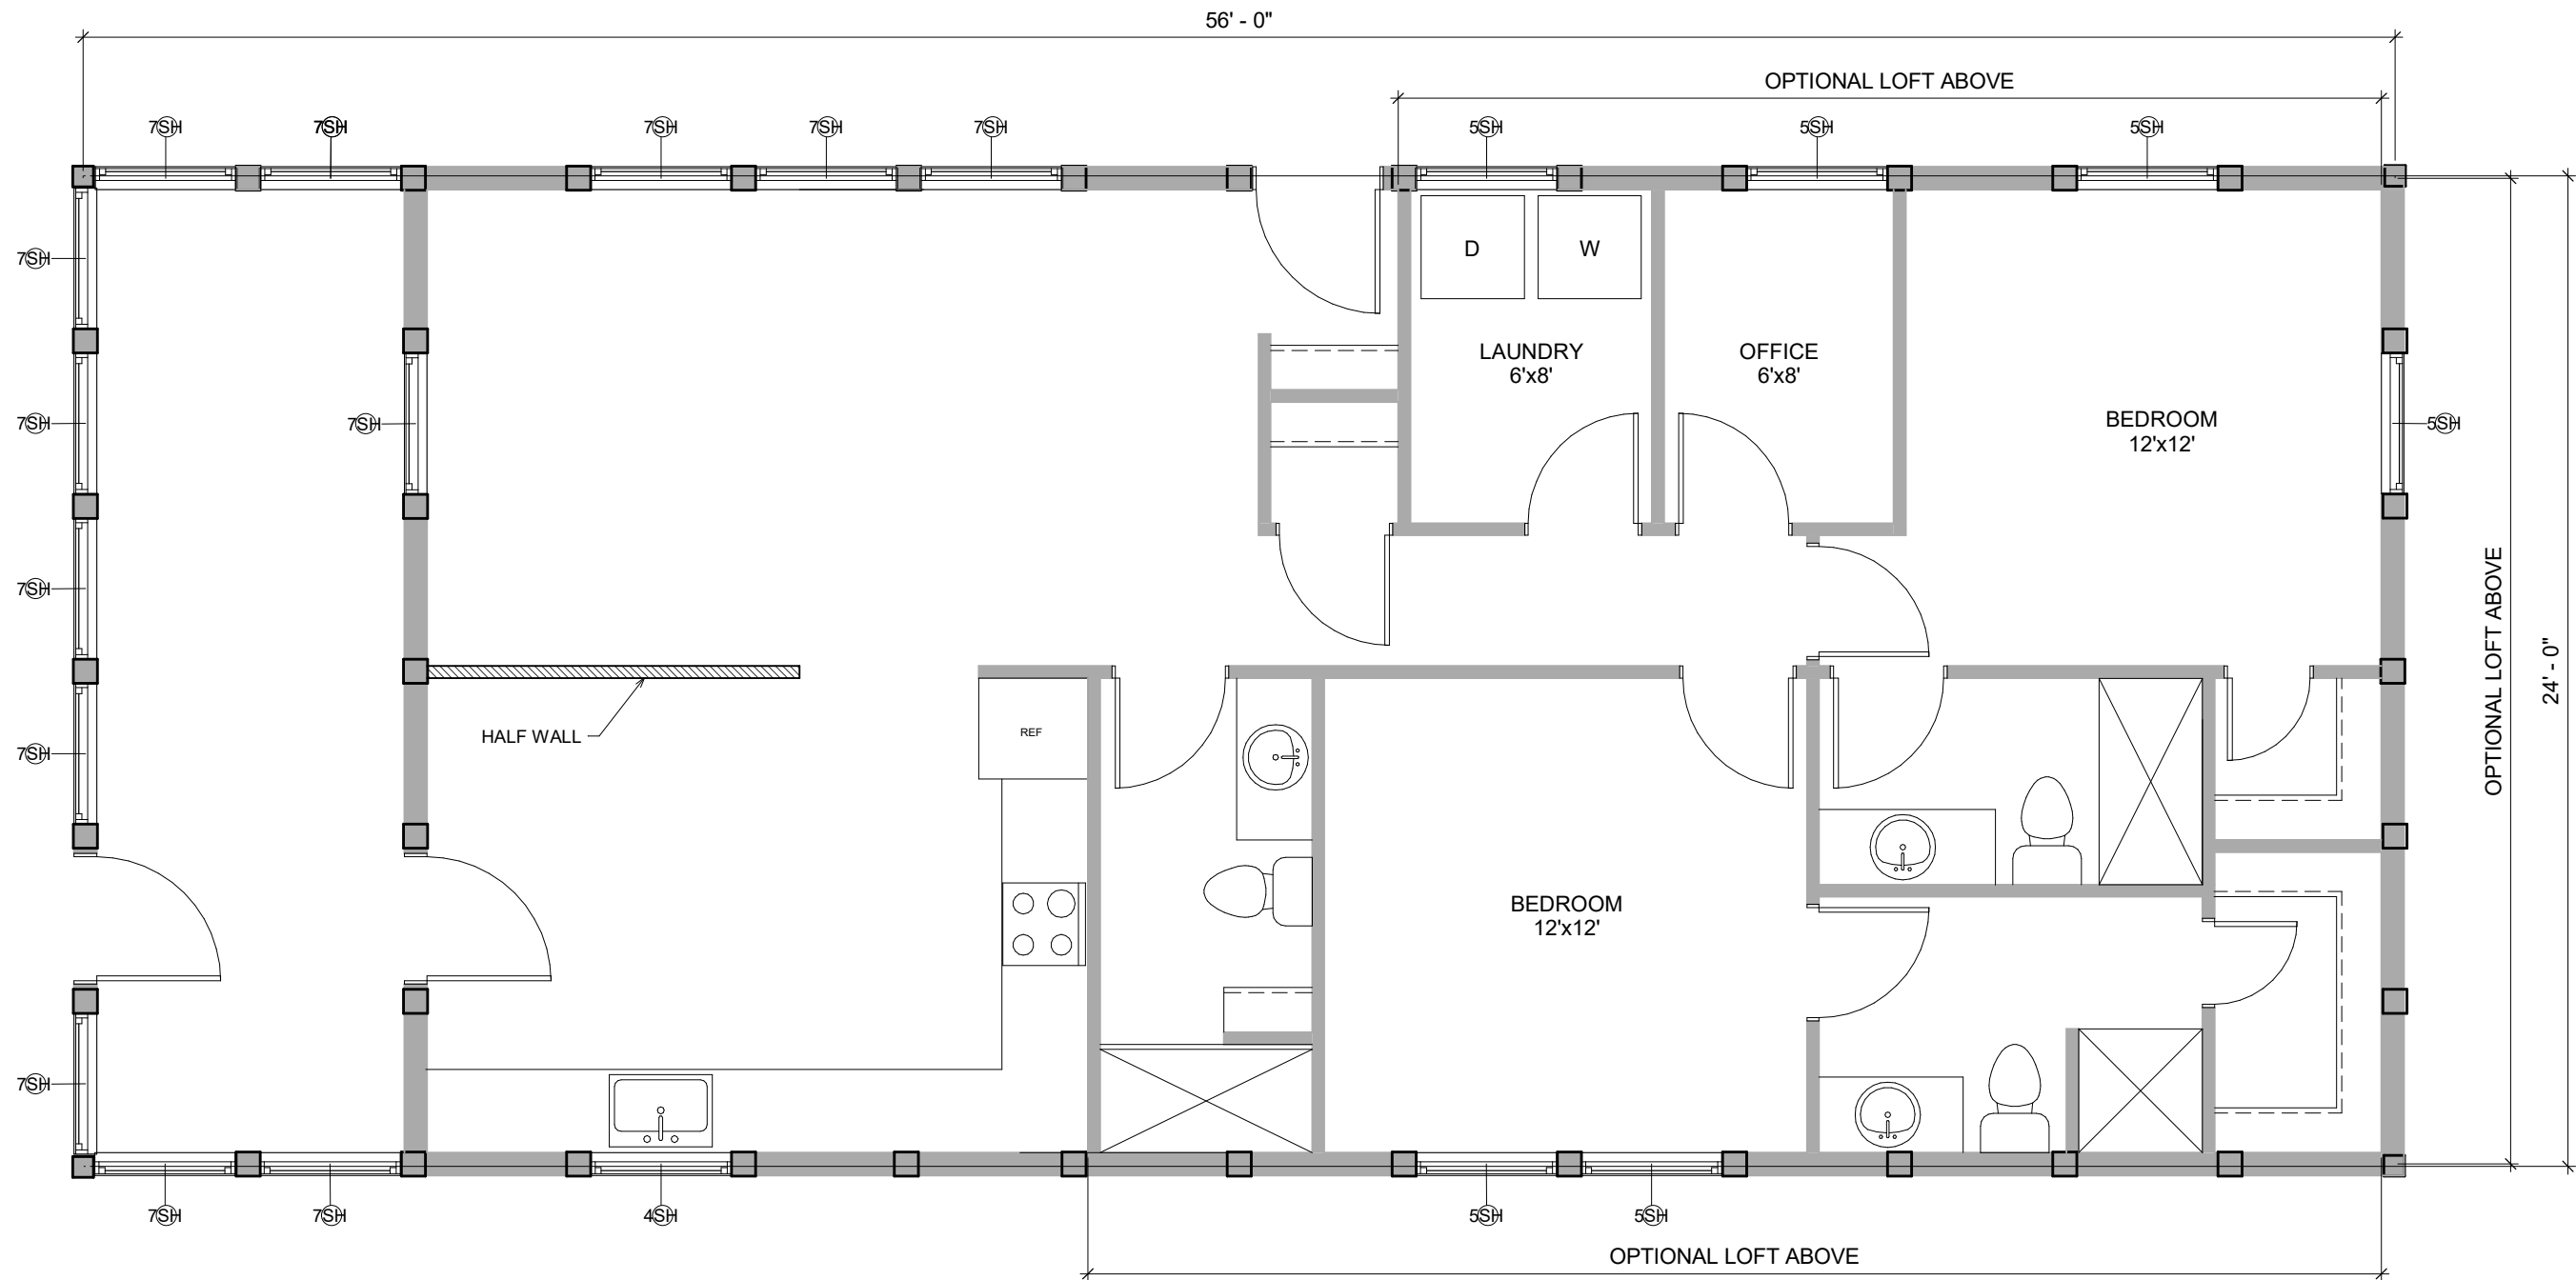 56' - 0"
OPTIONAL LOFT ABOVE
7SH
7SH
7SH
7SH
7SH
5SH
5SH
5SH
7SH
D
W
LAUNDRY
6'x8'
OFFICE
6'x8'
7SH
7SH
BEDROOM
12'x12'
5SH
7SH
OPTIONAL LOFT ABOVE
24' - 0"
HALF WALL
REF
7SH
BEDROOM
12'x12'
7SH
7SH
7SH
4SH
5SH
5SH
OPTIONAL LOFT ABOVE